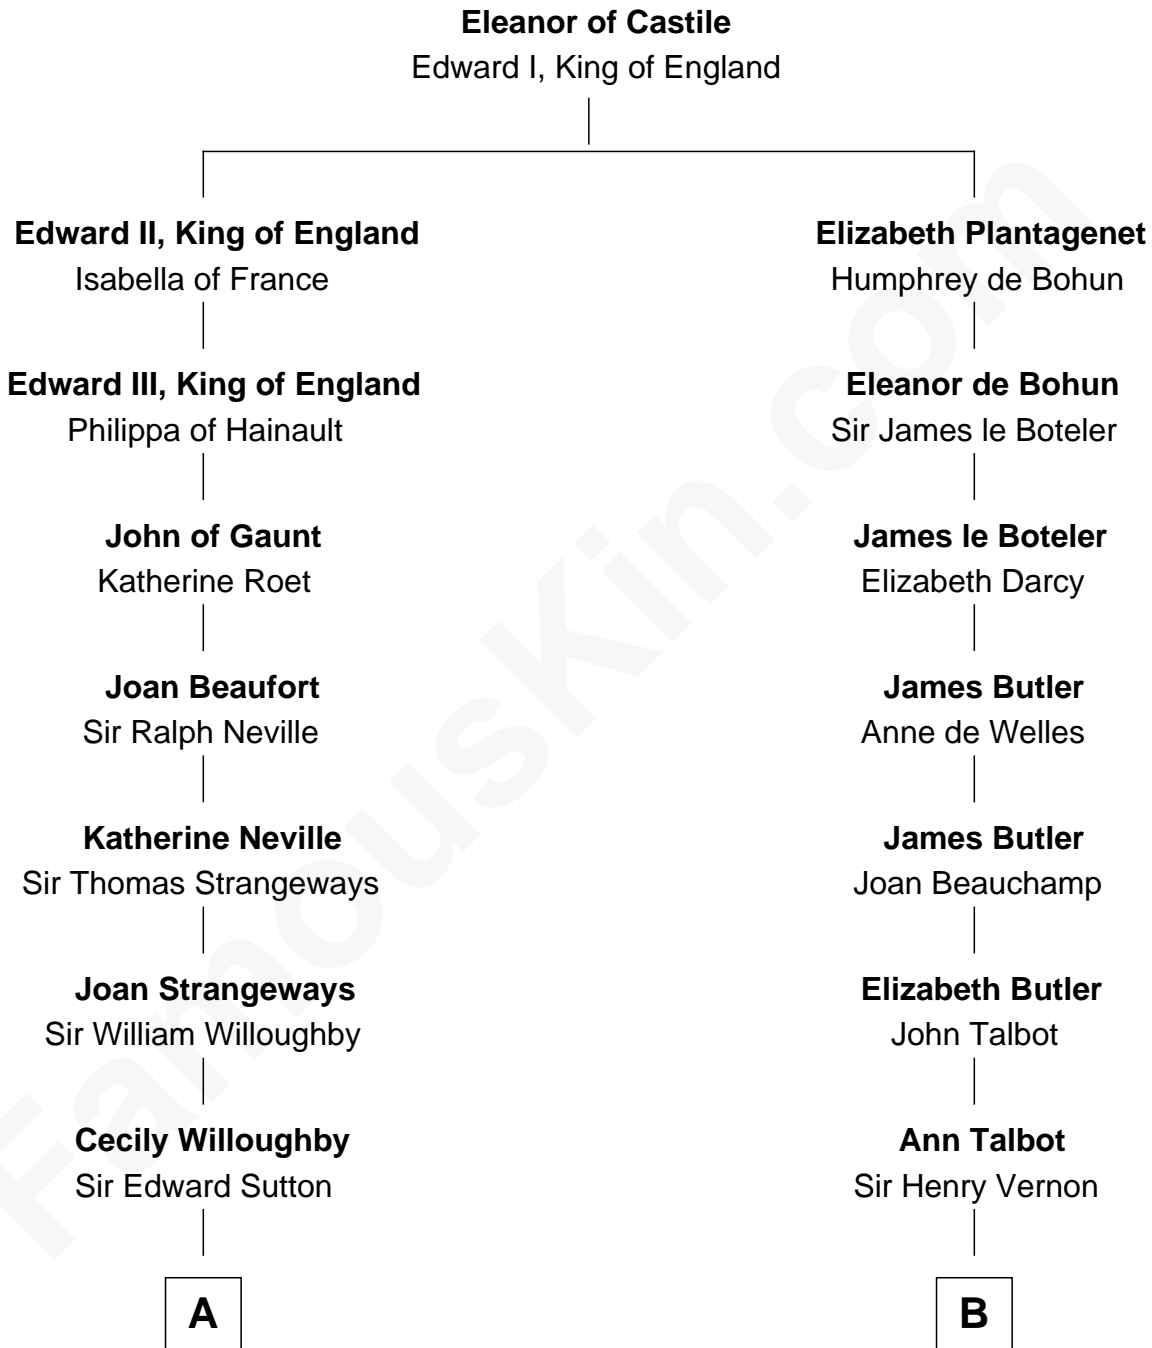 Eleanor of Castile
Edward I, King of England
Edward II, King of England
Isabella of France
Elizabeth Plantagenet
Humphrey de Bohun
Edward III, King of England
Philippa of Hainault
Eleanor de Bohun
Sir James le Boteler
John of Gaunt
Katherine Roet
James le Boteler
Elizabeth Darcy
Joan Beaufort
Sir Ralph Neville
James Butler
Anne de Welles
Katherine Neville
Sir Thomas Strangeways
James Butler
Joan Beauchamp
Joan Strangeways
Sir William Willoughby
Elizabeth Butler
John Talbot
Cecily Willoughby
Sir Edward Sutton
Ann Talbot
Sir Henry Vernon
A
B
FamousKin.com